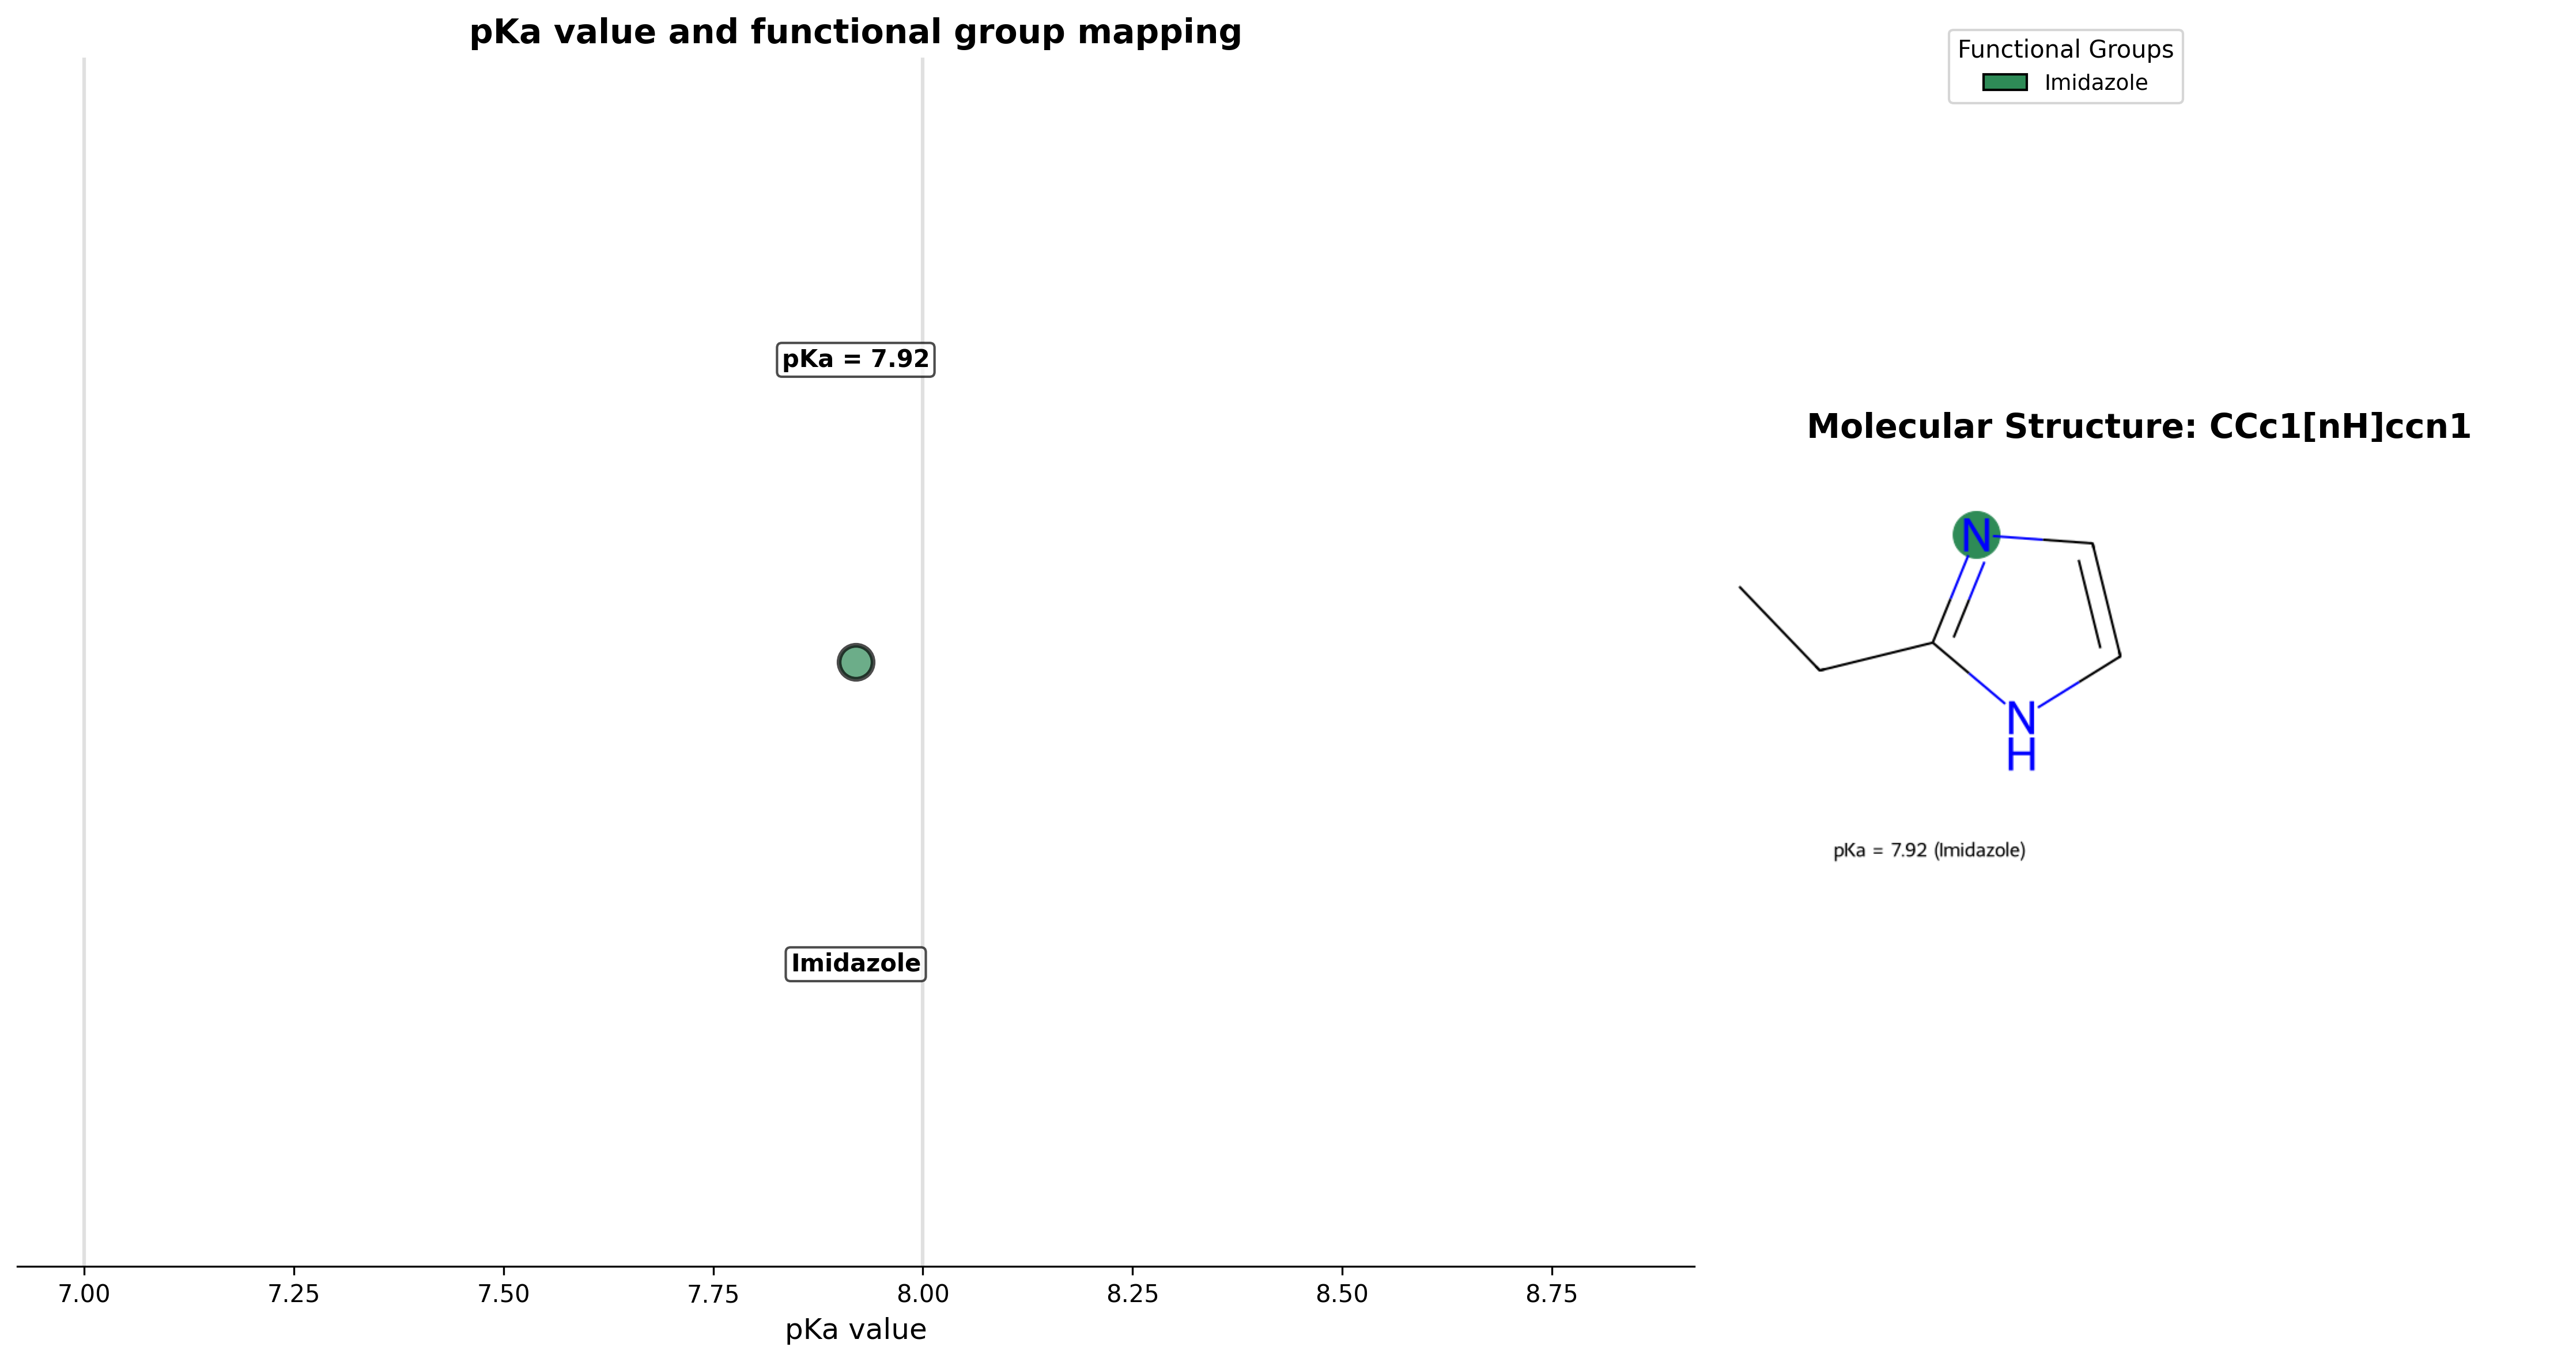 pKa value and functional group mapping
pKa = 7.92
Imidazole
7.00 7.25 7.50 7.75 8.00 8.25 8.50 8.75
pKa value
Functional Groups
Imidazole
Molecular Structure: CCc1[nH]ccn1
N
N
H
pKa = 7.92 (Imidazole)